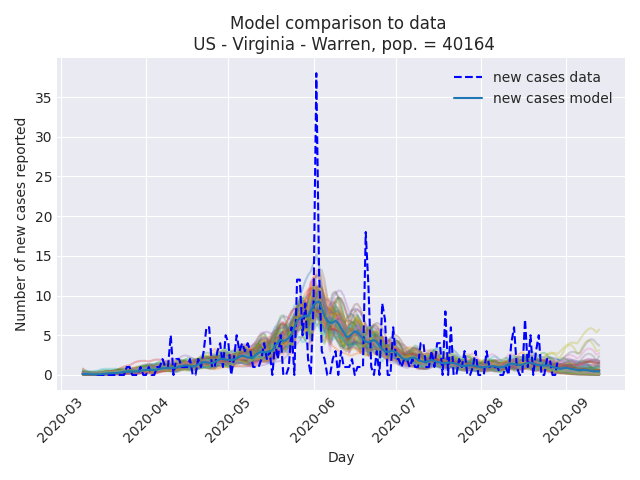 Model comparison to data
US - Virginia - Warren, pop. = 40164
new cases data
new cases model
Number of new cases reported
35
30
25
20
15
10
5
0
2020-03
2020-04
2020-05
2020-06
2020-07
2020-08
2020-09
Day